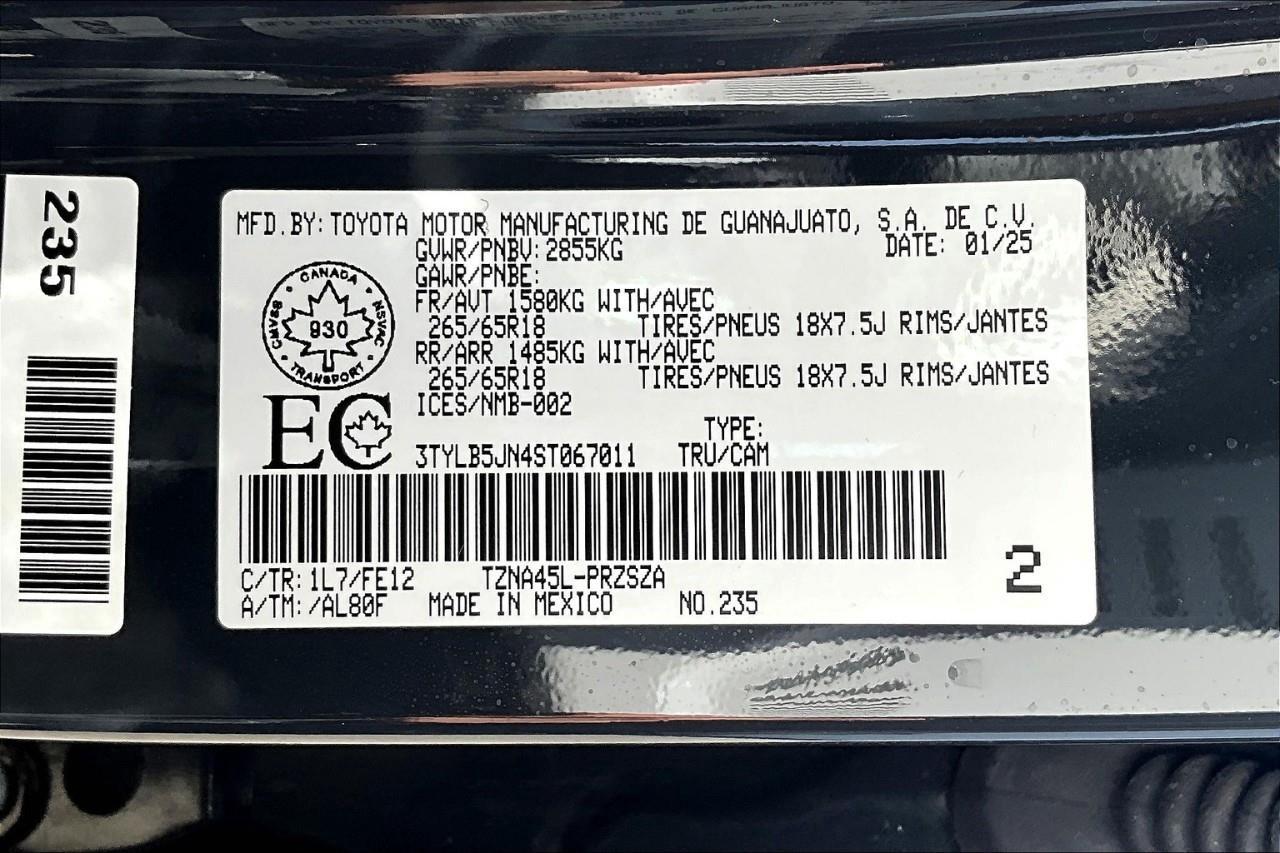 235
MFD.BY:TOYOTA MOTOR MANUFACTURING DE GUANAJUATO, S.A. DE C.V.
GVWR/PNBV:2855KG DATE: 01/25
GAWR/PNBE:
FR/AVT 1580KG WITH/AVEC
265/65R18 TIRES/PNEUS 18X7.5J RIMS/JANTES
RR/ARR 1485KG WITH/AVEC
265/65R18 TIRES/PNEUS 18X7.5J RIMS/JANTES
ICES/NMB-002
CANADA
CMVSS 930 NSVAC
TRANSPORT
EC
TYPE:
3TYLB5JN4ST067011 TRU/CAM
C/TR:1L7/FE12 TZNA45L-PRZSZA
A/TM:/AL80F MADE IN MEXICO NO.235
2